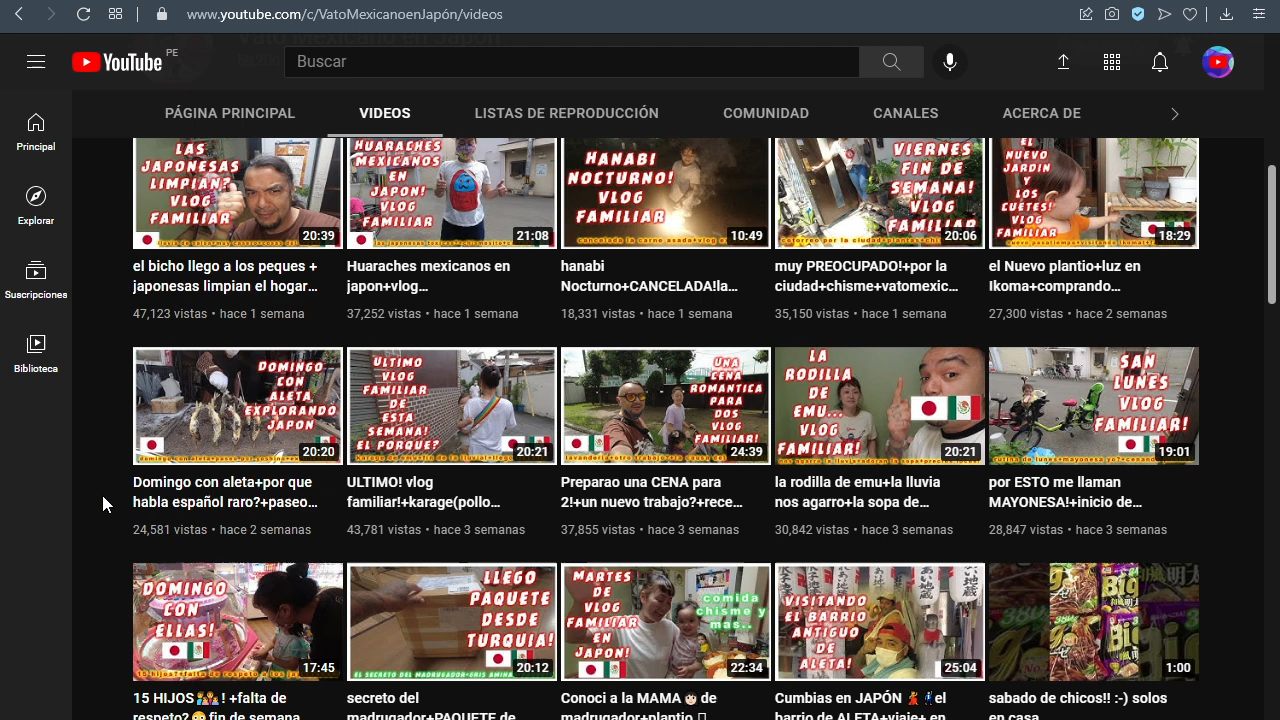 www.youtube.com/c/VatoMexicanoenJapón/videos
Vato Mexicano en Japón
YouTube PE
Buscar
PÁGINA PRINCIPAL
VIDEOS
LISTAS DE REPRODUCCIÓN
COMUNIDAD
CANALES
ACERCA DE
Principal
Explorar
Suscripciones
Biblioteca
LAS
JAPONESAS
LIMPIAN?
VLOG
FAMILIAR
20:39
el bicho llego a los peques +
japonesas limpian el hogar…
47,123 vistas • hace 1 semana
HUARACHES
MEXICANOS
EN
JAPON!
VLOG
FAMILIAR
21:08
Huaraches mexicanos en
japon+vlog…
37,252 vistas • hace 1 semana
HANABI
NOCTURNO!
VLOG
FAMILIAR
10:49
hanabi
Nocturno+CANCELADA!la…
18,331 vistas • hace 1 semana
VIERNES
FIN DE
SEMANA!
VLOG
FAMILIAR
20:06
muy PREOCUPADO!+por la
ciudad+chisme+vatomexic…
35,150 vistas • hace 1 semana
EL
NUEVO
JARDIN
Y
LOS
CUETES!
VLOG
FAMILIAR
18:29
el Nuevo plantio+luz en
Ikoma+comprando…
27,300 vistas • hace 2 semanas
DOMINGO
CON
ALETA
EXPLORANDO
JAPON
20:20
Domingo con aleta+por que
habla español raro?+paseo…
24,581 vistas • hace 2 semanas
ULTIMO
VLOG
FAMILIAR
DE
ESTA
SEMANA!
EL PORQUE?
20:21
ULTIMO! vlog
familiar!+karage(pollo…
43,781 vistas • hace 3 semanas
UNA
CENA
ROMANTICA
PARA
DOS
VLOG
FAMILIAR!
24:39
Preparao una CENA para
2!+un nuevo trabajo?+rece…
37,855 vistas • hace 3 semanas
LA
RODILLA
DE
EMU...
VLOG
FAMILIAR!
20:21
la rodilla de emu+la lluvia
nos agarro+la sopa de…
30,842 vistas • hace 3 semanas
SAN
LUNES
VLOG
FAMILIAR!
19:01
por ESTO me llaman
MAYONESA!+inicio de…
28,847 vistas • hace 3 semanas
DOMINGO
CON
ELLAS!
17:45
15 HIJOS ! +falta de
respeto? fin de semana
LLEGO
PAQUETE
DESDE
TURQUIA!
20:12
secreto del
madrugador+PAQUETE de
MARTES
DE
VLOG
FAMILIAR
EN
JAPON!
comida
chisme y
mas..
22:34
Conoci a la MAMA de
madrugador+plantio
VISITANDO
EL BARRIO
ANTIGUO
DE
ALETA!
25:04
Cumbias en JAPÓN el
barrio de ALETA+viaje+ en
Big
1:00
sabado de chicos!! :-) solos
en casa